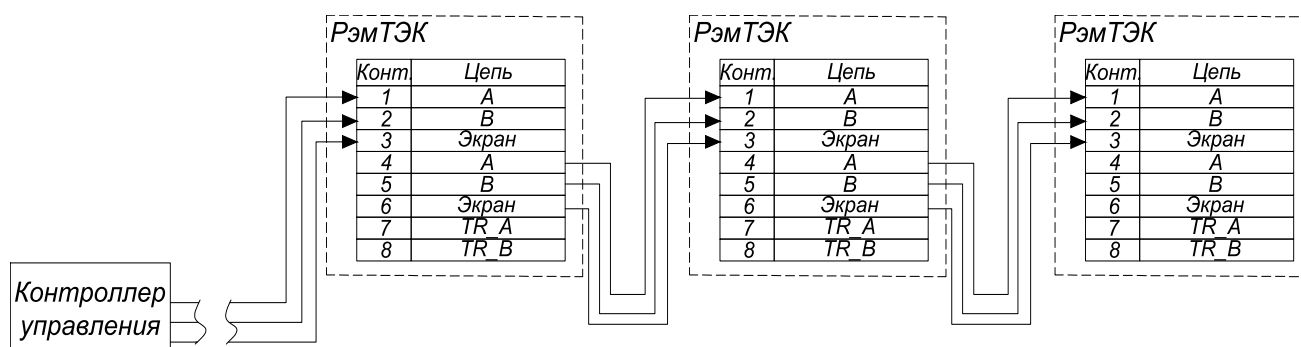 РэмТЭК
Конт. Цепь
1 А
2 В
3 Экран
4 А
5 В
6 Экран
7 TR_A
8 TR_B
РэмТЭК
Конт. Цепь
1 А
2 В
3 Экран
4 А
5 В
6 Экран
7 TR_A
8 TR_B
РэмТЭК
Конт. Цепь
1 А
2 В
3 Экран
4 А
5 В
6 Экран
7 TR_A
8 TR_B
Контроллер
управления